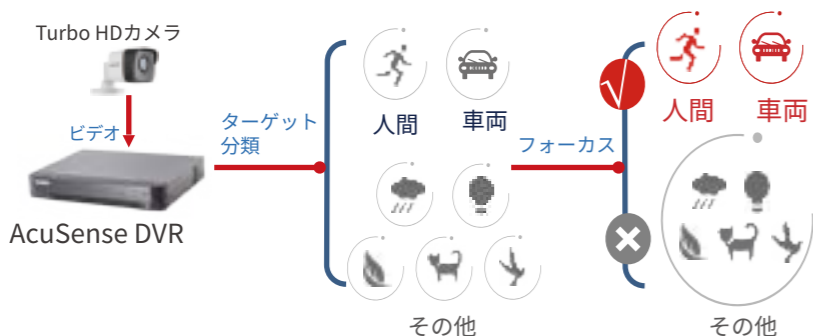 Turbo HDカメラ
ビデオ
AcuSense DVR
ターゲット
分類
人間
車両
その他
フォーカス
人間
車両
その他